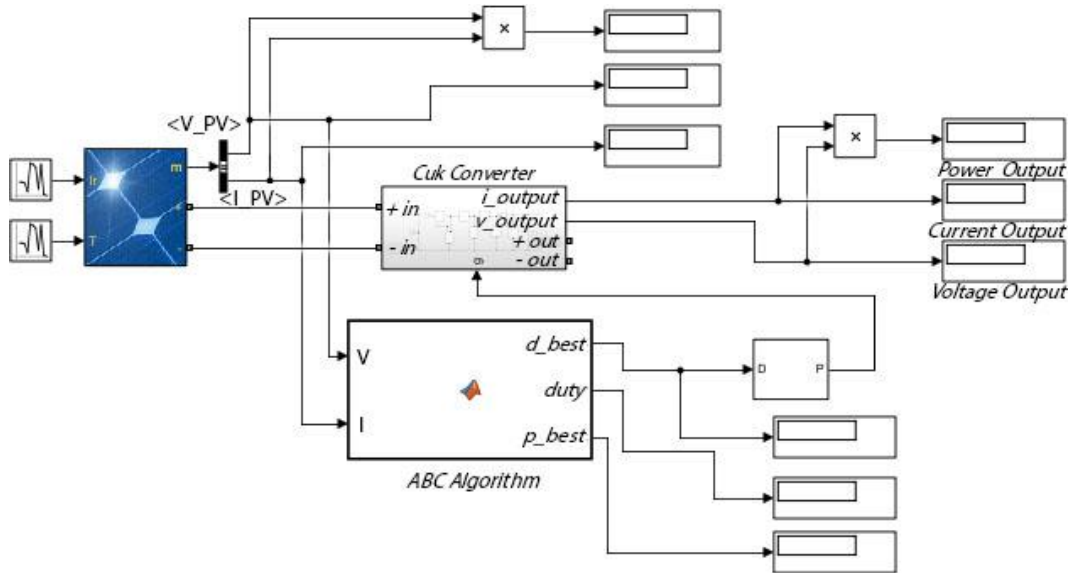 ×
<V_PV>
Ir
m
T
+
-
<I_PV>
Cuk Converter
+ in
- in
i_output
v_output
+ out
- out
g
×
Power Output
Current Output
Voltage Output
V
I
d_best
duty
p_best
ABC Algorithm
D
P